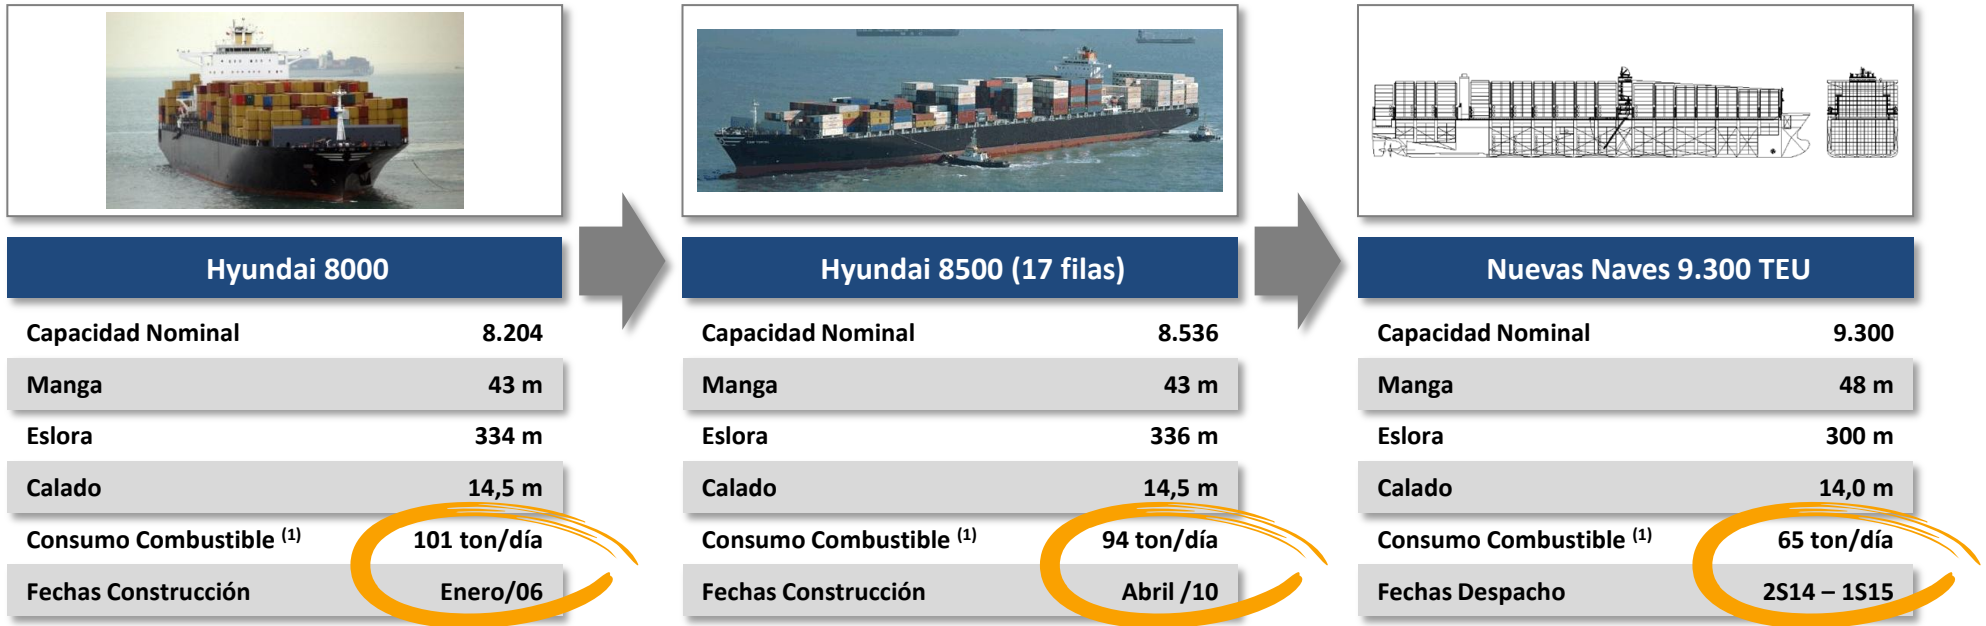 Hyundai 8000
Capacidad Nominal 8.204
Manga 43 m
Eslora 334 m
Calado 14,5 m
Consumo Combustible (1) 101 ton/día
Fechas Construcción Enero/06
Hyundai 8500 (17 filas)
Capacidad Nominal 8.536
Manga 43 m
Eslora 336 m
Calado 14,5 m
Consumo Combustible (1) 94 ton/día
Fechas Construcción Abril /10
Nuevas Naves 9.300 TEU
Capacidad Nominal 9.300
Manga 48 m
Eslora 300 m
Calado 14,0 m
Consumo Combustible (1) 65 ton/día
Fechas Despacho 2S14 – 1S15